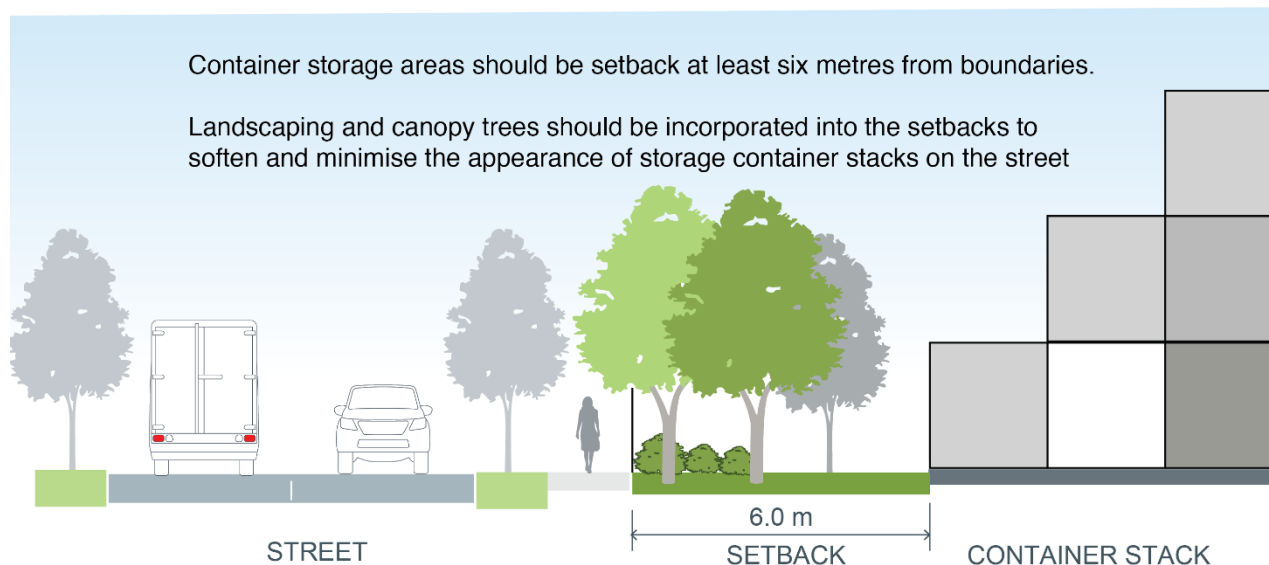 Container storage areas should be setback at least six metres from boundaries.
Landscaping and canopy trees should be incorporated into the setbacks to
soften and minimise the appearance of storage container stacks on the street
6.0 m
STREET
SETBACK
CONTAINER STACK